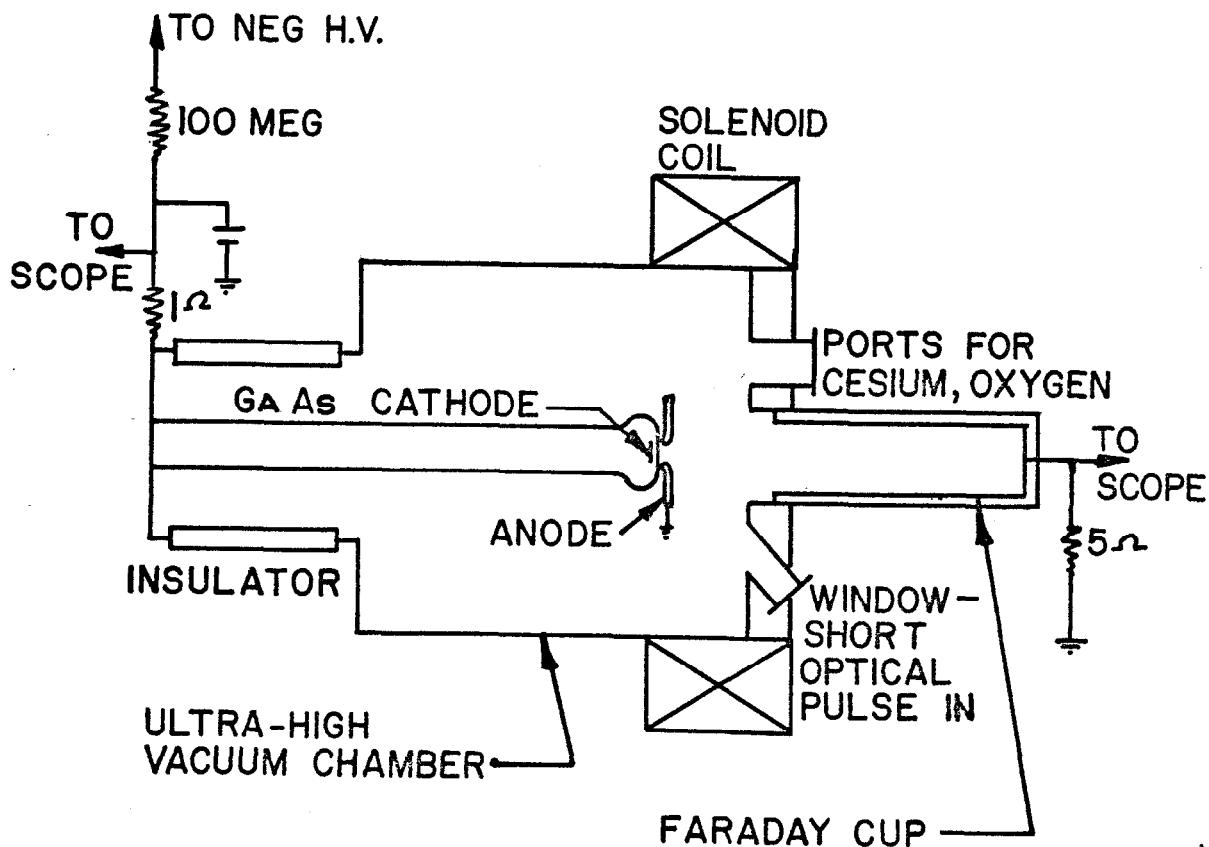 TO NEG H.V.
100 MEG
SOLENOID
COIL
TO
SCOPE
1Ω
PORTS FOR
CESIUM, OXYGEN
GA AS CATHODE
TO
SCOPE
ANODE
5Ω
INSULATOR
WINDOW-
SHORT
OPTICAL
PULSE IN
ULTRA-HIGH
VACUUM CHAMBER
FARADAY CUP